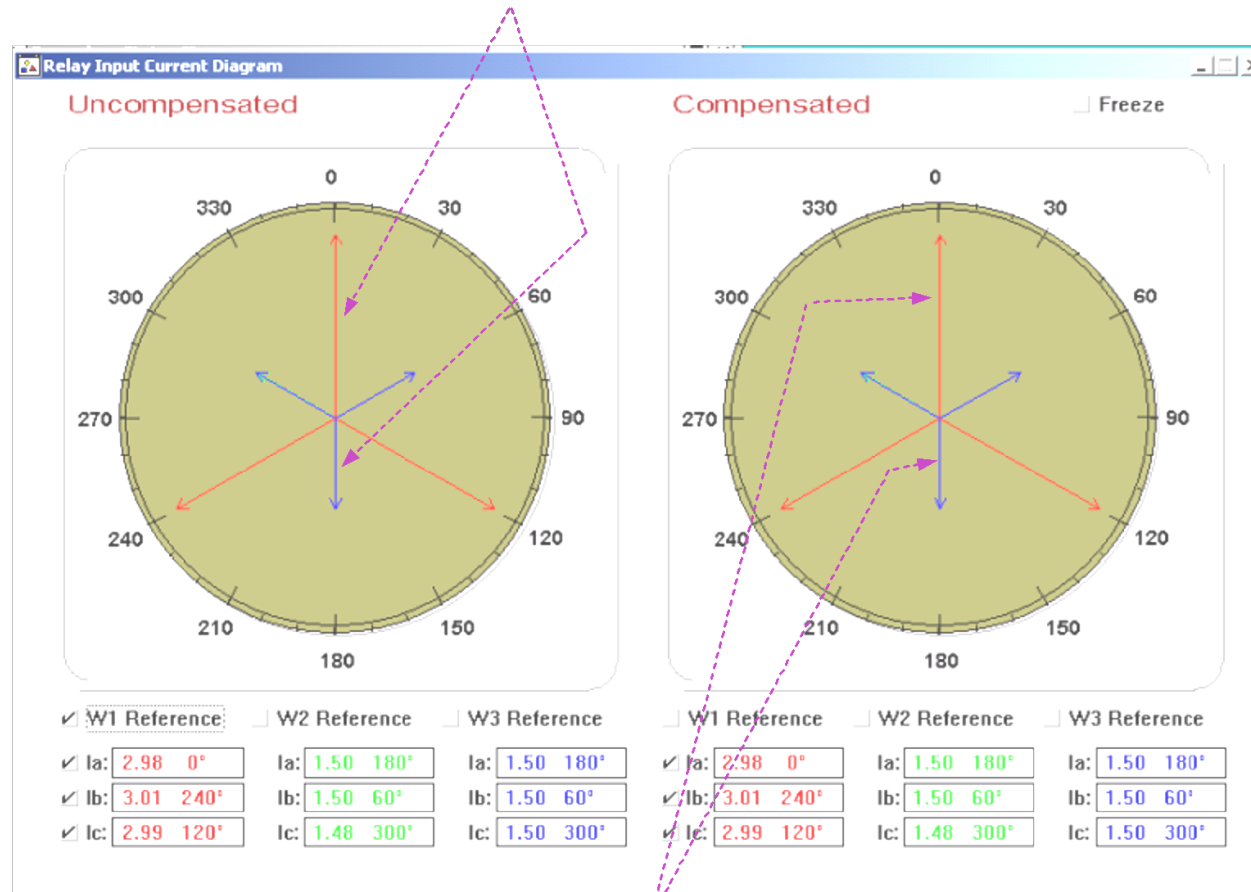 Relay Input Current Diagram
Uncompensated
Compensated
Freeze
0
30
60
90
120
150
180
210
240
270
300
330
0
30
60
90
120
150
180
210
240
270
300
330
W1 Reference W2 Reference W3 Reference
Ia: 2.98 0° Ia: 1.50 180° Ia: 1.50 180°
Ib: 3.01 240° Ib: 1.50 60° Ib: 1.50 60°
Ic: 2.99 120° Ic: 1.48 300° Ic: 1.50 300°
W1 Reference W2 Reference W3 Reference
Ia: 2.98 0° Ia: 1.50 180° Ia: 1.50 180°
Ib: 3.01 240° Ib: 1.50 60° Ib: 1.50 60°
Ic: 2.99 120° Ic: 1.48 300° Ic: 1.50 300°